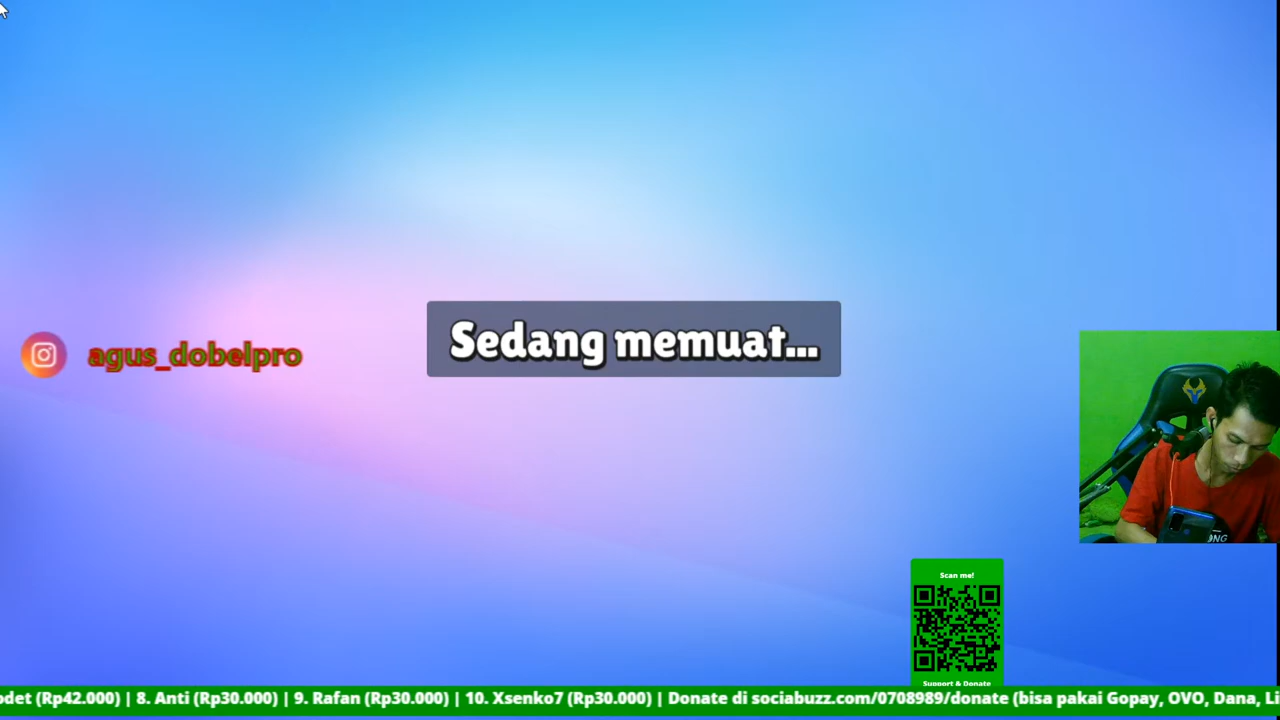 Sedang memuat...
agus_dobelpro
Scan me!
Support & Donate
odet (Rp42.000) | 8. Anti (Rp30.000) | 9. Rafan (Rp30.000) | 10. Xsenko7 (Rp30.000) | Donate di sociabuzz.com/0708989/donate (bisa pakai Gopay, OVO, Dana, Li